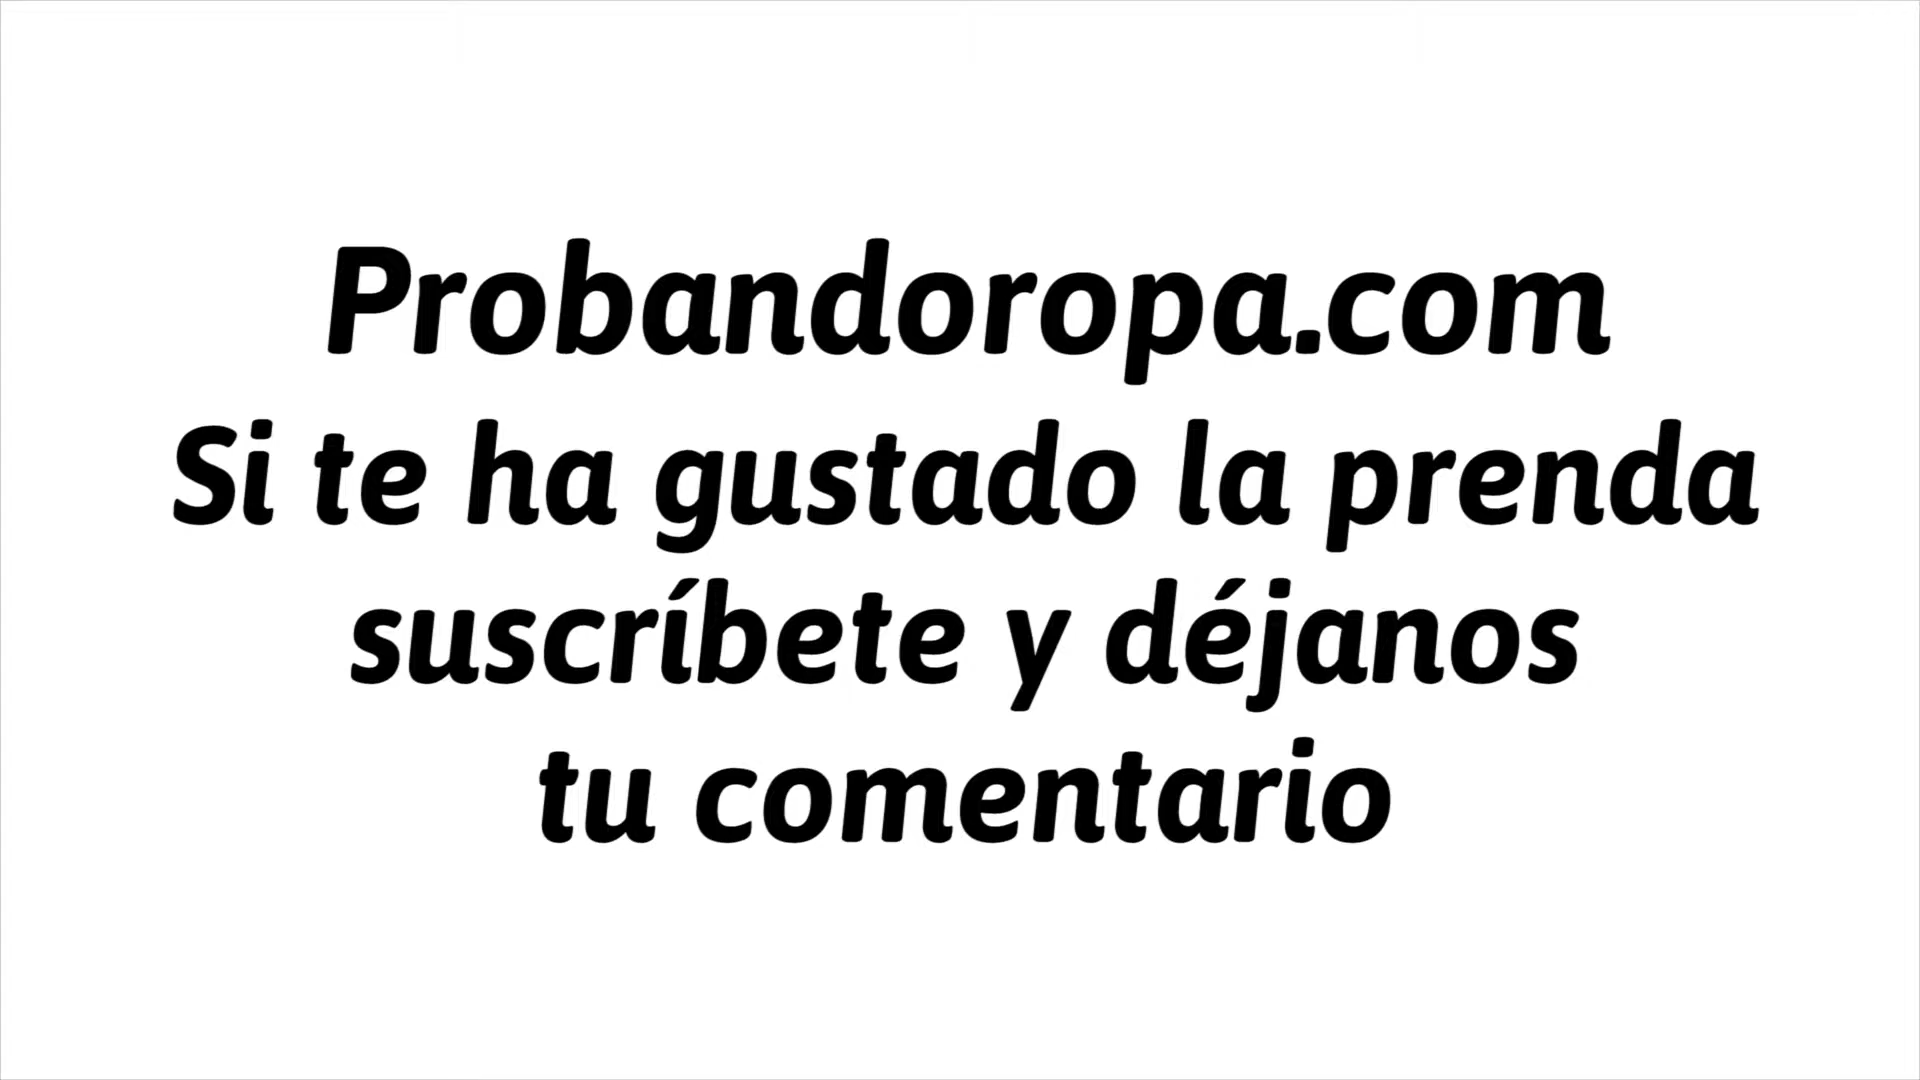 Probandoropa.com
Si te ha gustado la prenda
suscríbete y déjanos
tu comentario